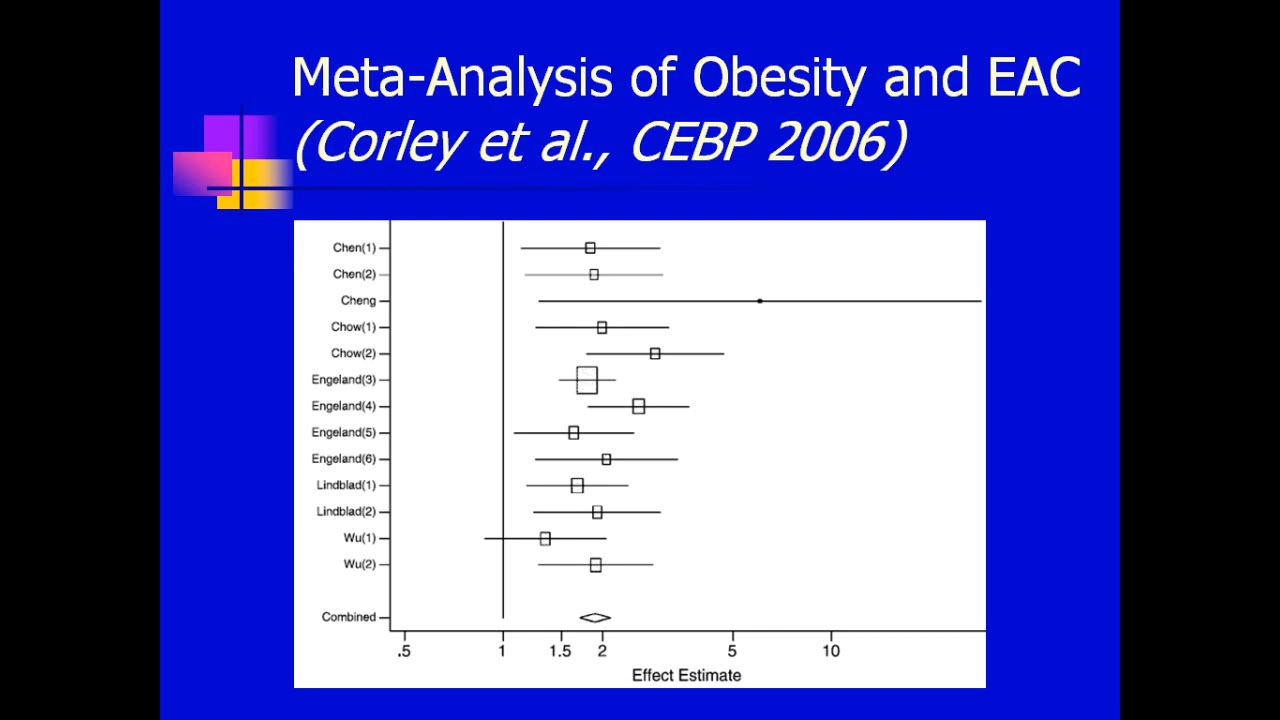 Meta-Analysis of Obesity and EAC
(Corley et al., CEBP 2006)
Chen(1)
Chen(2)
Cheng
Chow(1)
Chow(2)
Engeland(3)
Engeland(4)
Engeland(5)
Engeland(6)
Lindblad(1)
Lindblad(2)
Wu(1)
Wu(2)
Combined
.5 1 1.5 2 5 10
Effect Estimate